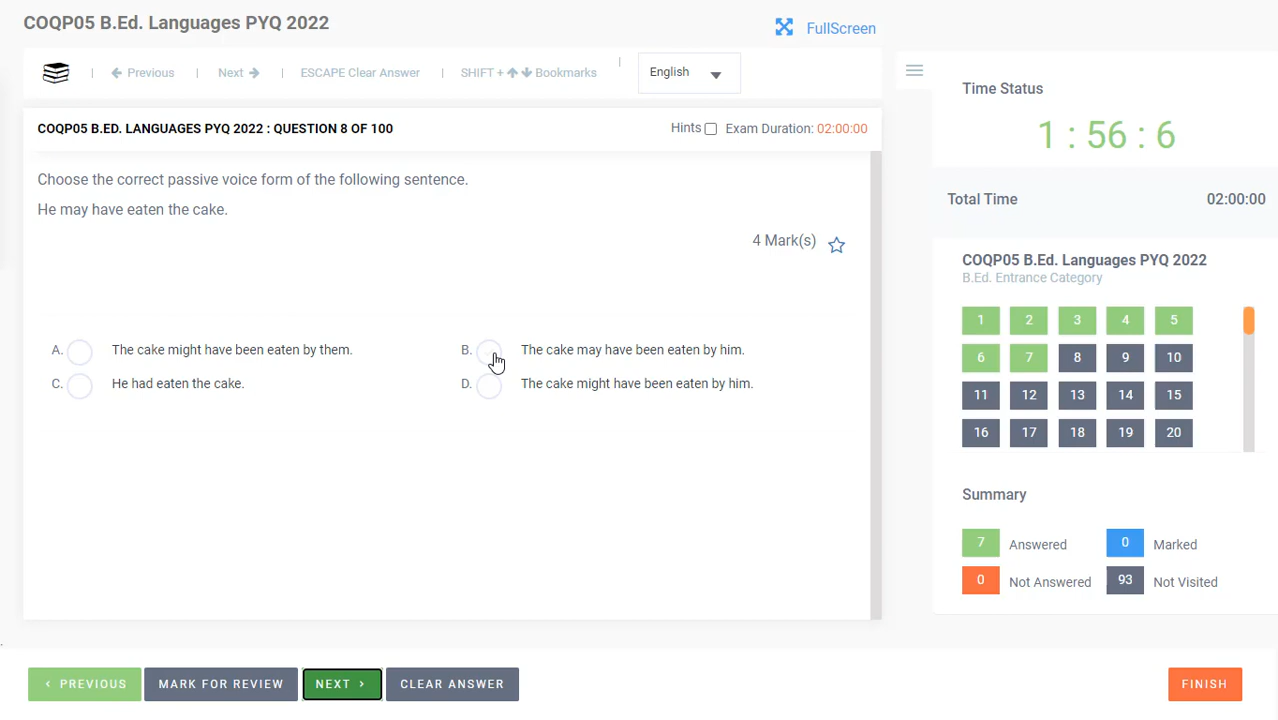 COQP05 B.Ed. Languages PYQ 2022
FullScreen
| Previous | Next | ESCAPE Clear Answer | SHIFT + Bookmarks | English
COQP05 B.ED. LANGUAGES PYQ 2022 : QUESTION 8 OF 100
Hints Exam Duration: 02:00:00
Choose the correct passive voice form of the following sentence.
He may have eaten the cake.
4 Mark(s)
A. The cake might have been eaten by them.
B. The cake may have been eaten by him.
C. He had eaten the cake.
D. The cake might have been eaten by him.
< PREVIOUS
MARK FOR REVIEW
NEXT >
CLEAR ANSWER
Time Status
1 : 56 : 6
Total Time 02:00:00
COQP05 B.Ed. Languages PYQ 2022
B.Ed. Entrance Category
1 2 3 4 5
6 7 8 9 10
11 12 13 14 15
16 17 18 19 20
Summary
7 Answered 0 Marked
0 Not Answered 93 Not Visited
FINISH